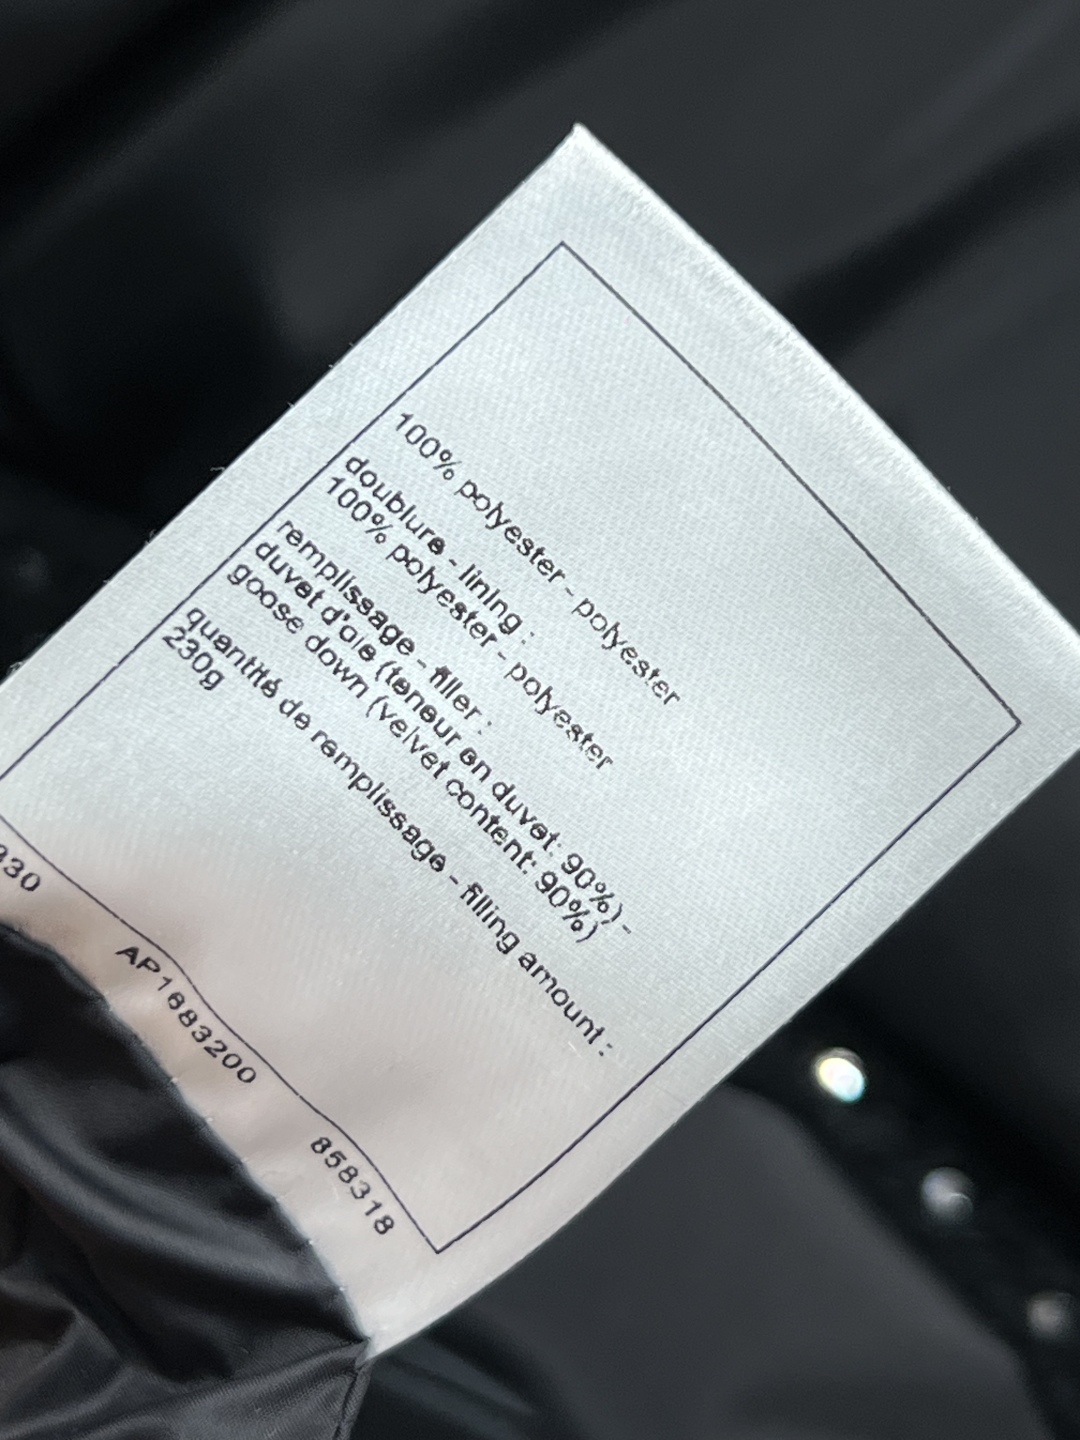 100% polyester - polyester
doublure - lining :
100% polyester - polyester
remplissage - filler :
duvet d'oie (teneur en duvet: 90%) -
goose down (velvet content: 90%)
quantité de remplissage - filling amount :
230g
AP1683200
858318